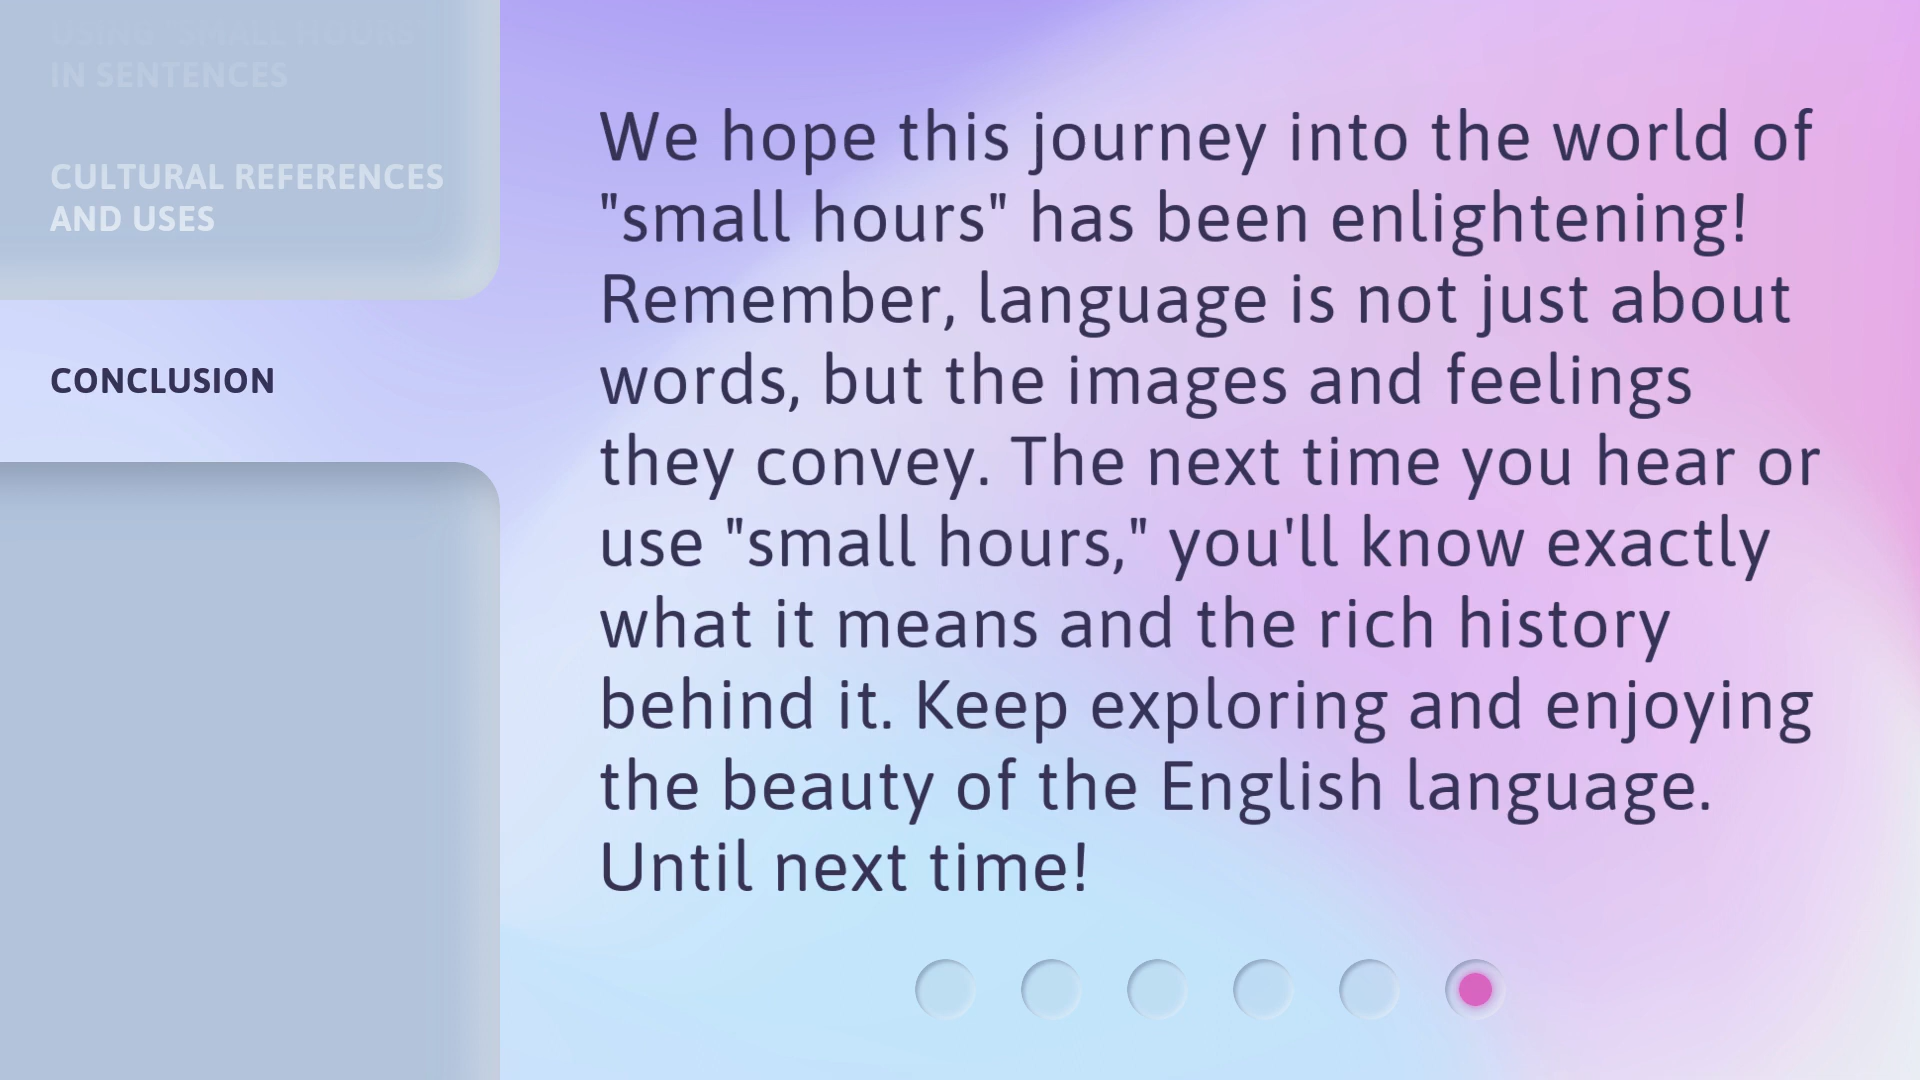 USING "SMALL HOURS"
IN SENTENCES
CULTURAL REFERENCES
AND USES
CONCLUSION
We hope this journey into the world of
"small hours" has been enlightening!
Remember, language is not just about
words, but the images and feelings
they convey. The next time you hear or
use "small hours," you'll know exactly
what it means and the rich history
behind it. Keep exploring and enjoying
the beauty of the English language.
Until next time!